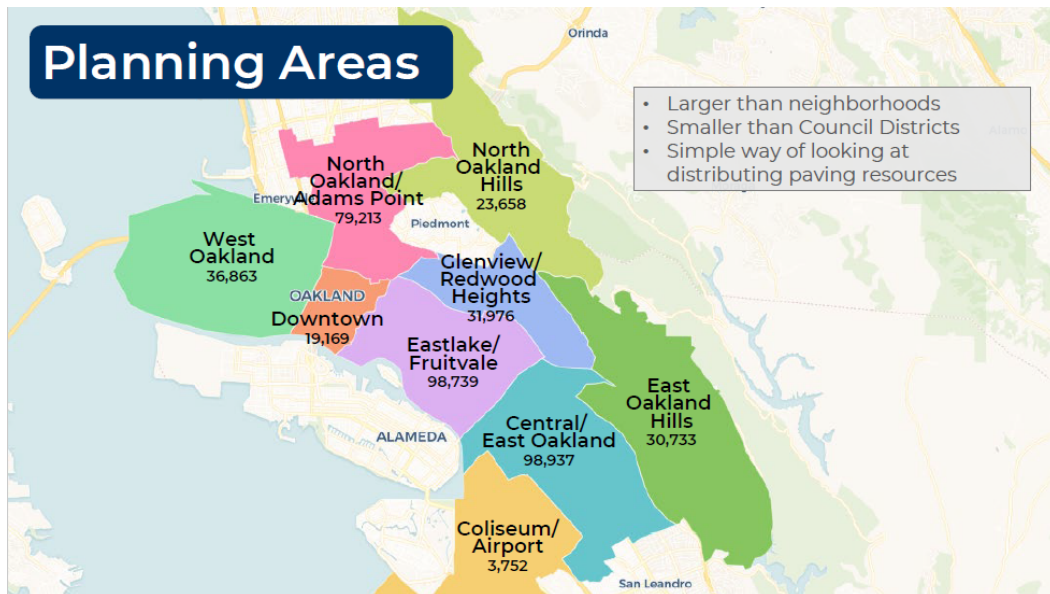 Planning Areas
Orinda
• Larger than neighborhoods
• Smaller than Council Districts
• Simple way of looking at
distributing paving resources
Alamo
North
Oakland
Hills
23,658
North
Oakland/
Adams Point
79,213
Piedmont
West
Oakland
36,863
Glenview/
Redwood
Heights
31,976
OAKLAND
Downtown
19,169
Eastlake/
Fruitvale
98,739
East
Oakland
Hills
30,733
ALAMEDA
Central/
East Oakland
98,937
Coliseum/
Airport
3,752
San Leandro